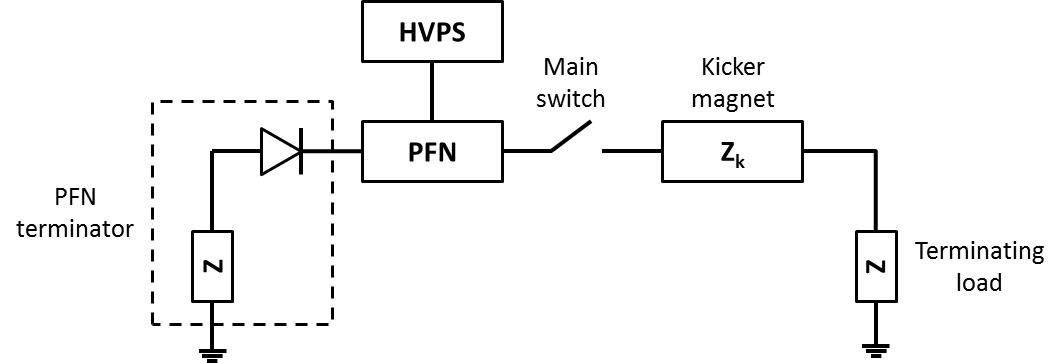 HVPS
Main
switch
Kicker
magnet
PFN
Zk
PFN
terminator
Z
Z
Terminating
load